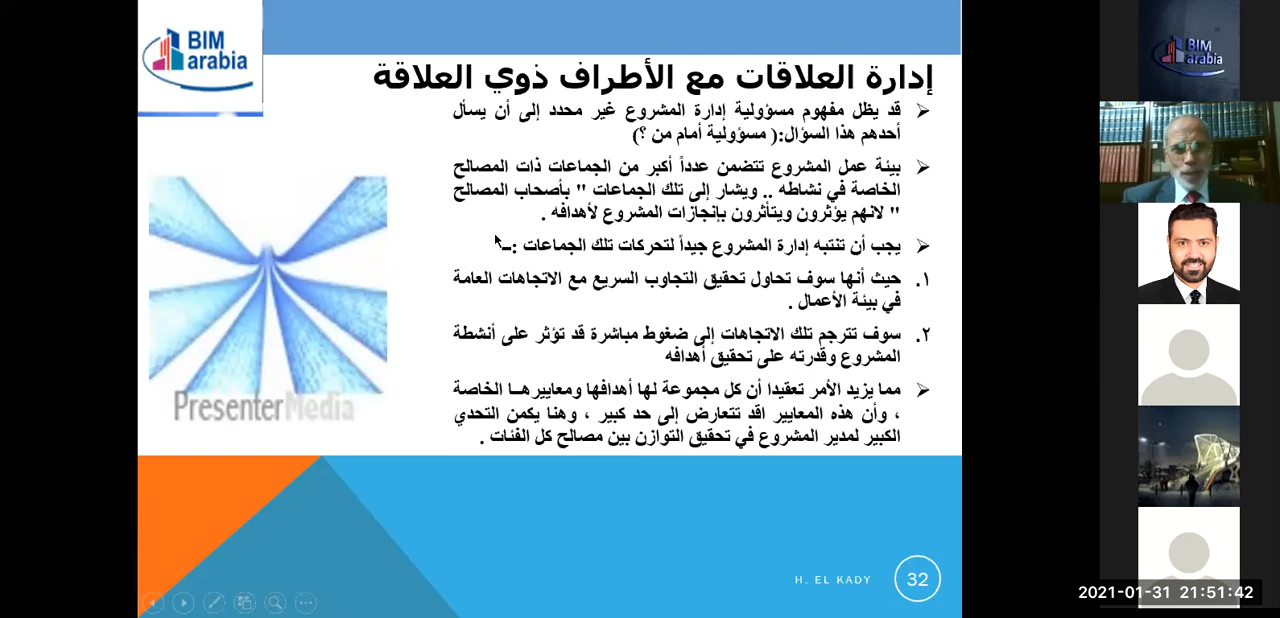 BIM
arabia
إدارة العلاقات مع الأطراف ذوي العلاقة
قد يظل مفهوم مسؤولية إدارة المشروع غير محدد إلى أن يسأل
أحدهم هذا السؤال:( مسؤولية أمام من ؟)
بيئة عمل المشروع تتضمن عدداً أكبر من الجماعات ذات المصالح
الخاصة في نشاطه .. ويشار إلى تلك الجماعات " بأصحاب المصالح
" لانهم يؤثرون ويتأثرون بإنجازات المشروع لأهدافه .
يجب أن تنتبه إدارة المشروع جيداً لتحركات تلك الجماعات :ــ
١. حيث أنها سوف تحاول تحقيق التجاوب السريع مع الاتجاهات العامة
في بيئة الأعمال .
٢. سوف تترجم تلك الاتجاهات إلى ضغوط مباشرة قد تؤثر على أنشطة
المشروع وقدرته على تحقيق أهدافه
مما يزيد الأمر تعقيدا أن كل مجموعة لها أهدافها ومعاييرهــا الخاصة
، وأن هذه المعايير اقد تتعارض إلى حد كبير ، وهنا يكمن التحدي
الكبير لمدير المشروع في تحقيق التوازن بين مصالح كل الفئات .
PresenterMedia
H. EL KADY
32
BIM
arabia
2021-01-31 21:51:42